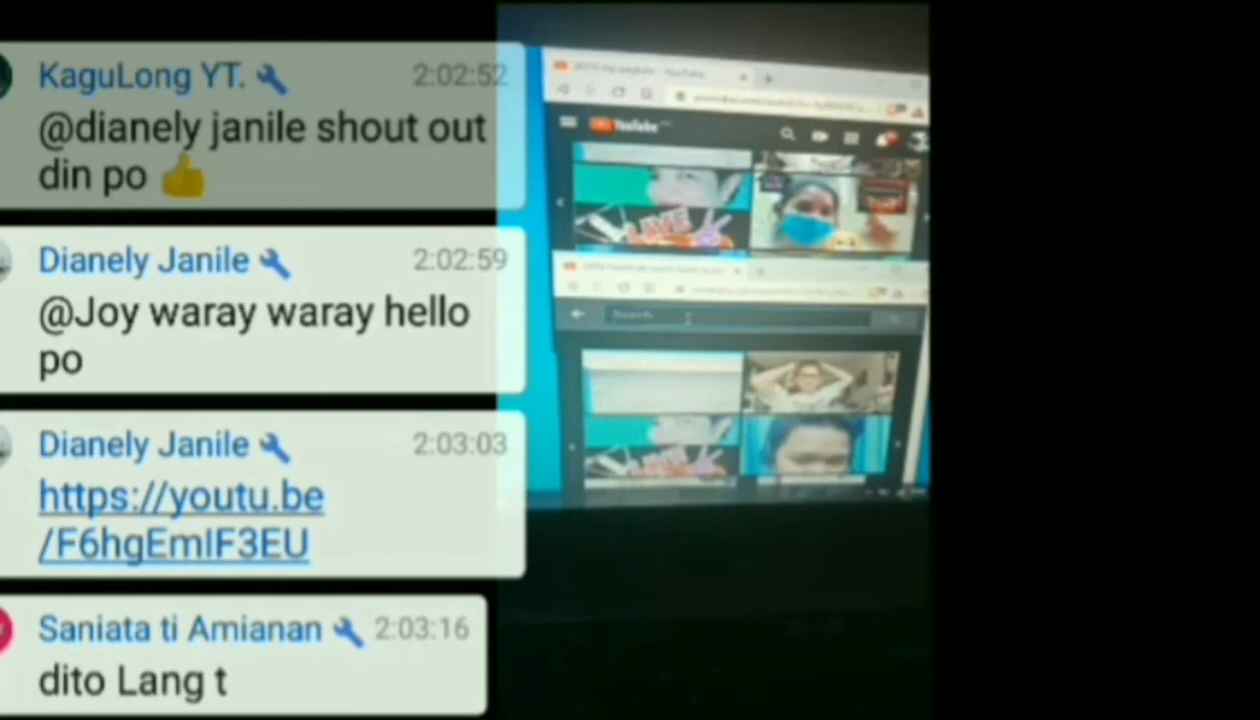 KaguLong YT. 2:02:52
@dianely janile shout out
din po 👍
Dianely Janile 2:02:59
@Joy waray waray hello
po
Dianely Janile 2:03:03
https://youtu.be
/F6hgEmIF3EU
Saniata ti Amianan 2:03:16
dito Lang t
YouTube
LIVE
Search
LIVE